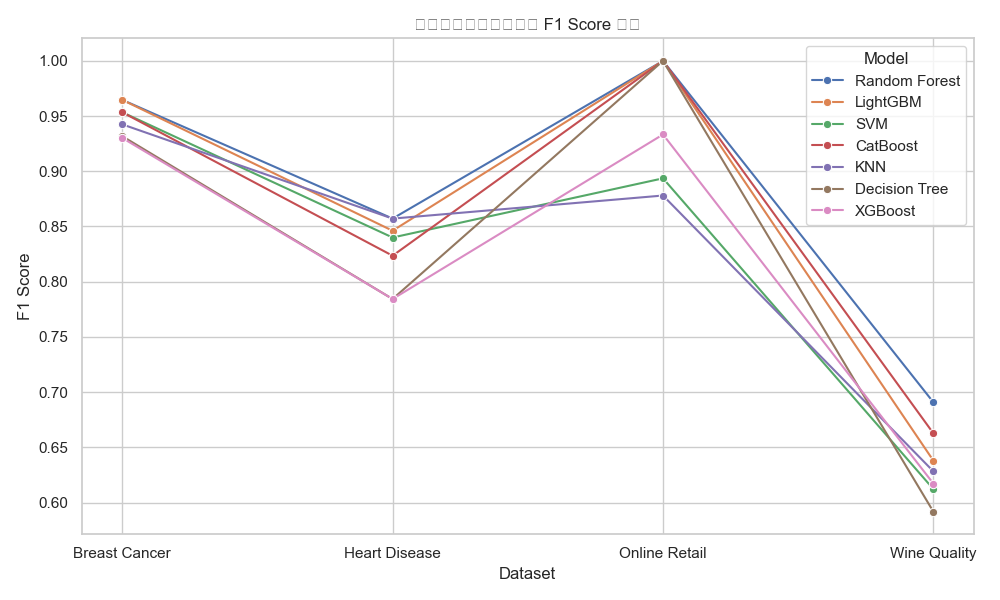 F1 Score
1.00
0.95
0.90
0.85
0.80
0.75
0.70
0.65
0.60
F1 Score
Breast Cancer
Heart Disease
Online Retail
Wine Quality
Dataset
Model
Random Forest
LightGBM
SVM
CatBoost
KNN
Decision Tree
XGBoost